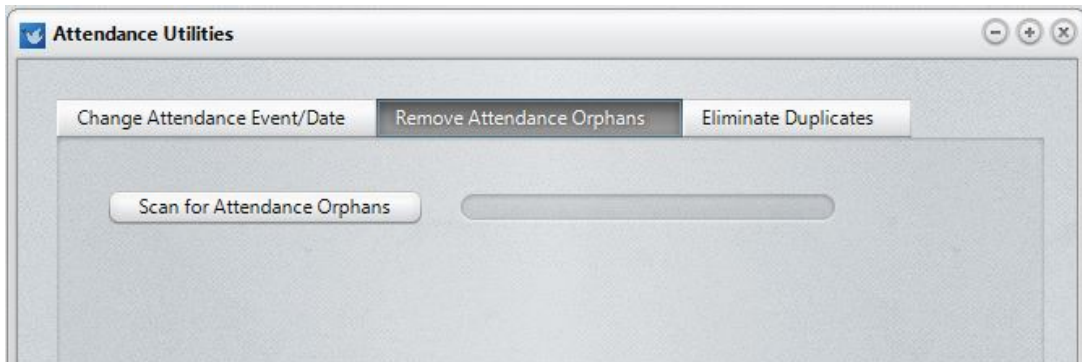 Attendance Utilities
Change Attendance Event/Date Remove Attendance Orphans Eliminate Duplicates
Scan for Attendance Orphans